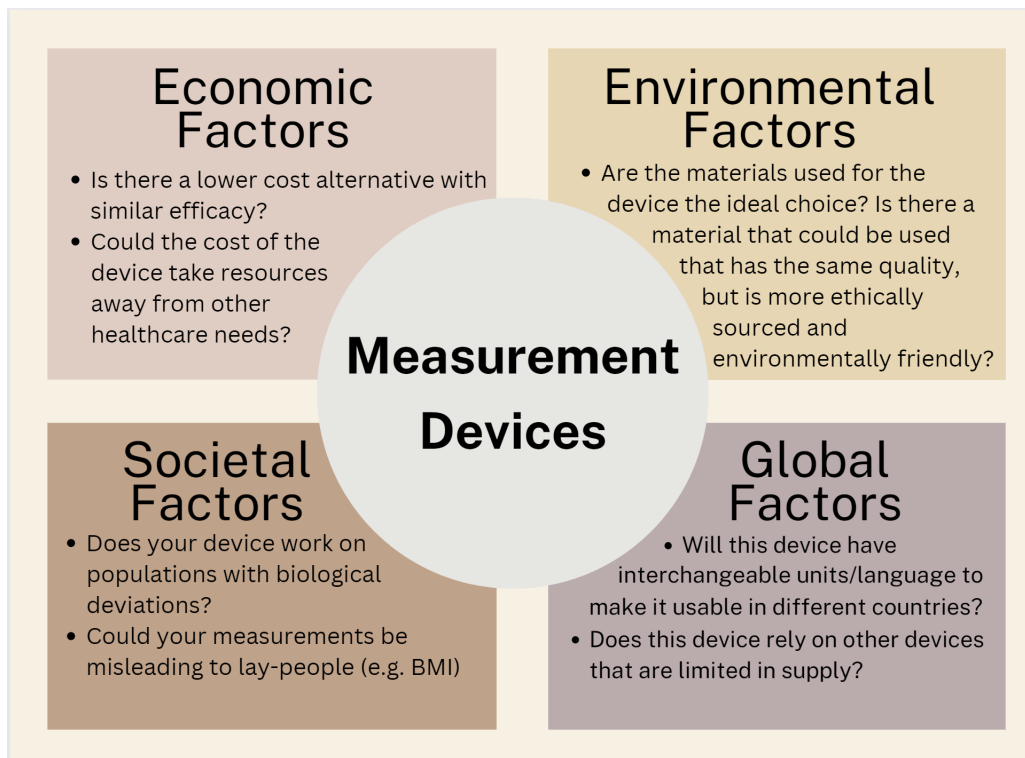 Economic
Factors
• Is there a lower cost alternative with
similar efficacy?
• Could the cost of the
device take resources
away from other
healthcare needs?
Environmental
Factors
• Are the materials used for the
device the ideal choice? Is there a
material that could be used
that has the same quality,
but is more ethically
sourced and
environmentally friendly?
Measurement
Devices
Societal
Factors
• Does your device work on
populations with biological
deviations?
• Could your measurements be
misleading to lay-people (e.g. BMI)
Global
Factors
• Will this device have
interchangeable units/language to
make it usable in different countries?
• Does this device rely on other devices
that are limited in supply?